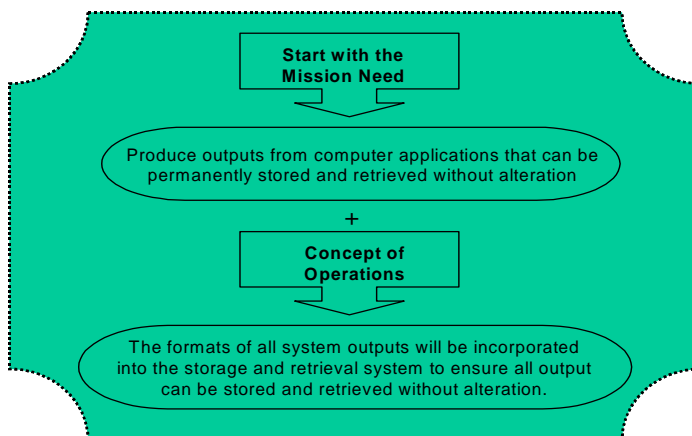 Start with the
Mission Need
Produce outputs from computer applications that can be
permanently stored and retrieved without alteration
+
Concept of
Operations
The formats of all system outputs will be incorporated
into the storage and retrieval system to ensure all output
can be stored and retrieved without alteration.